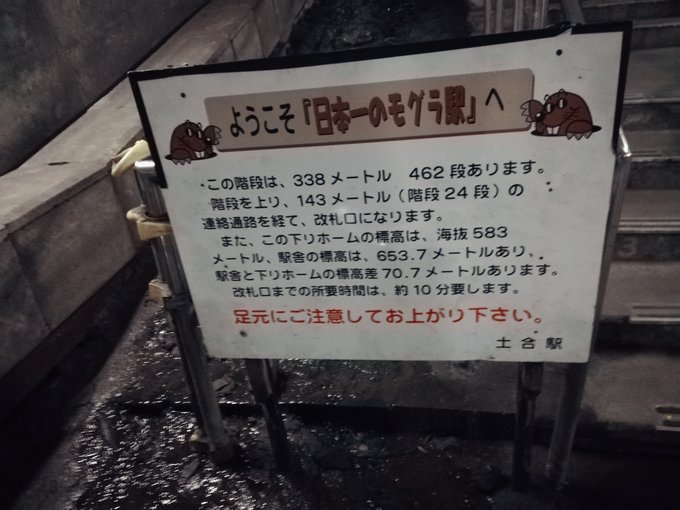 ようこそ『日本一のモグラ駅』へ
この階段は、338メートル 462段あります。
階段を上り、143メートル(階段24段)の
連絡通路を経て、改札口になります。
また、この下りホームの標高は、海抜583
メートル、駅舎の標高は、653.7メートルあり、
駅舎と下りホームの標高差70.7メートルあります。
改札口までの所要時間は、約10分要します。
足元にご注意してお上がり下さい。
土合駅